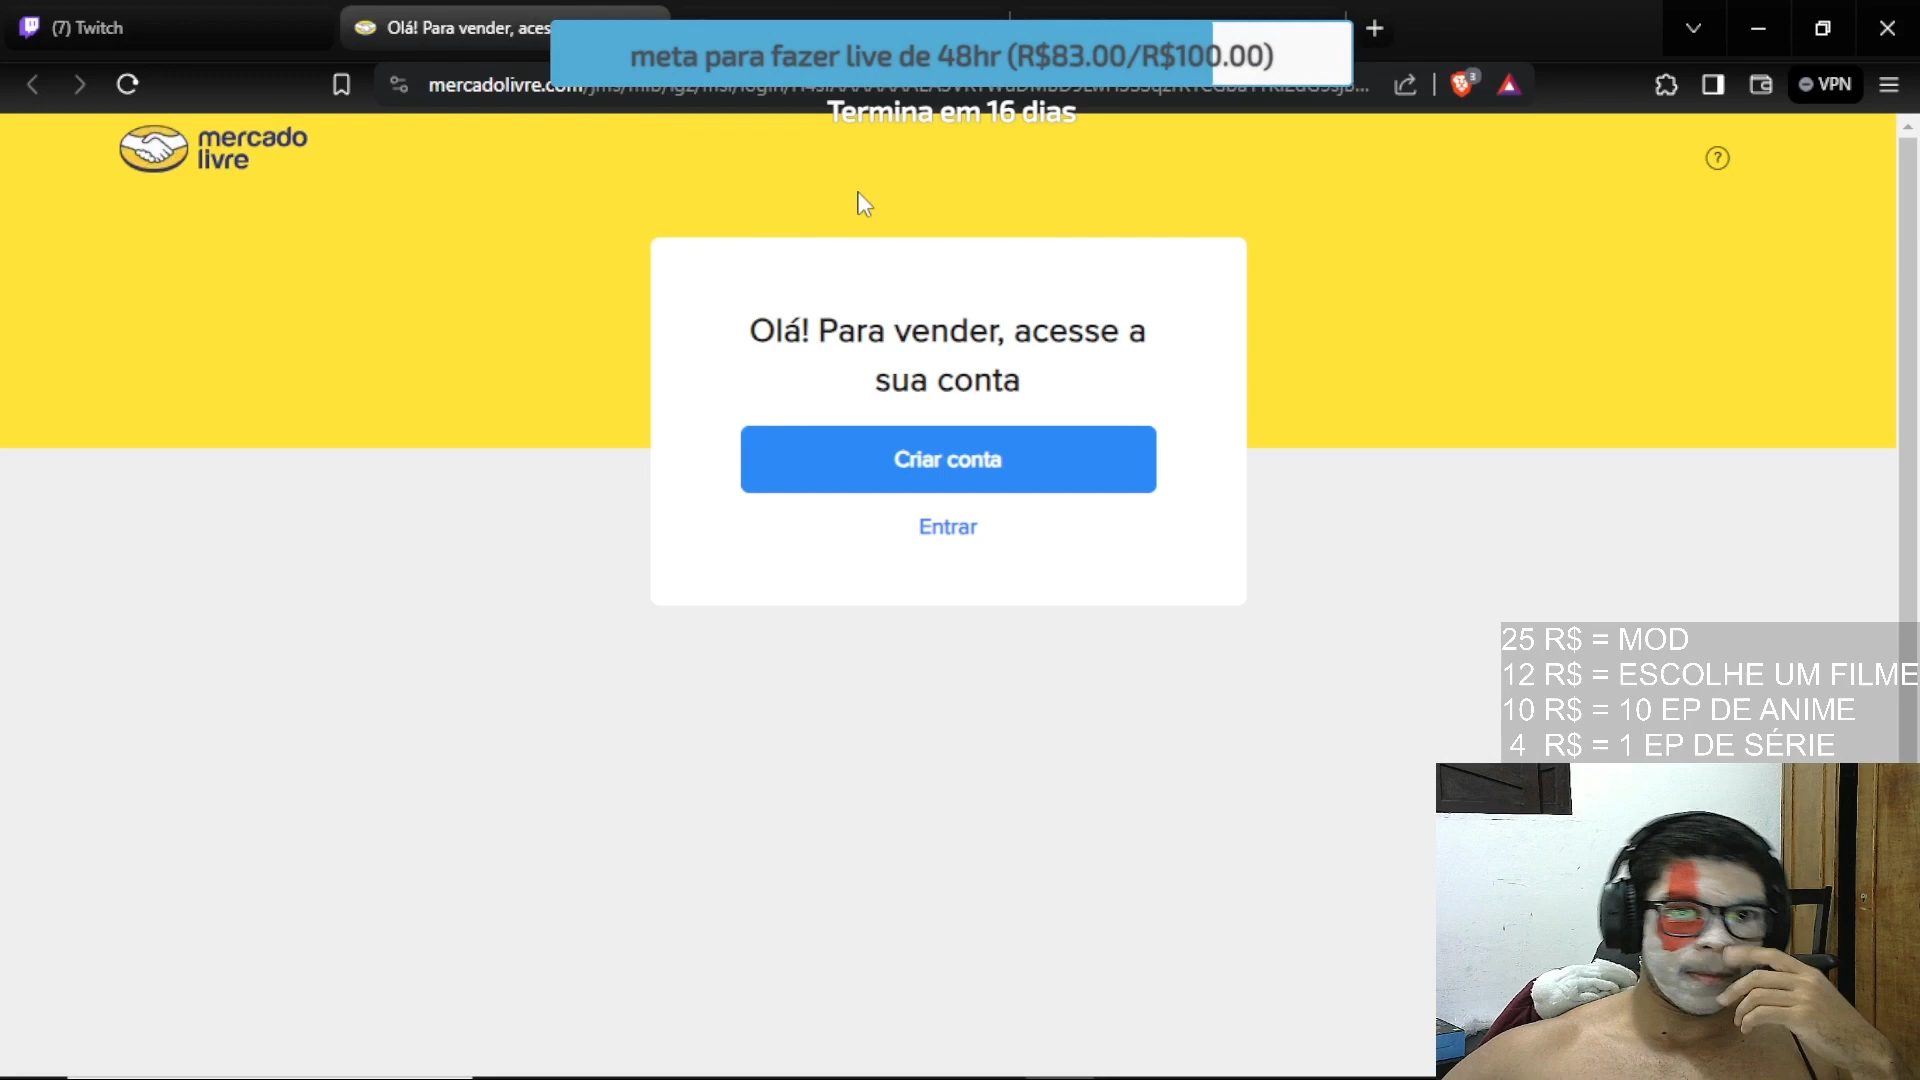 (7) Twitch
Olá! Para vender, aces
meta para fazer live de 48hr (R$83.00/R$100.00)
mercadolivre.com
3
VPN
Termina em 16 dias
mercado
livre
?
Olá! Para vender, acesse a
sua conta
Criar conta
Entrar
25 R$ = MOD
12 R$ = ESCOLHE UM FILME
10 R$ = 10 EP DE ANIME
4 R$ = 1 EP DE SÉRIE